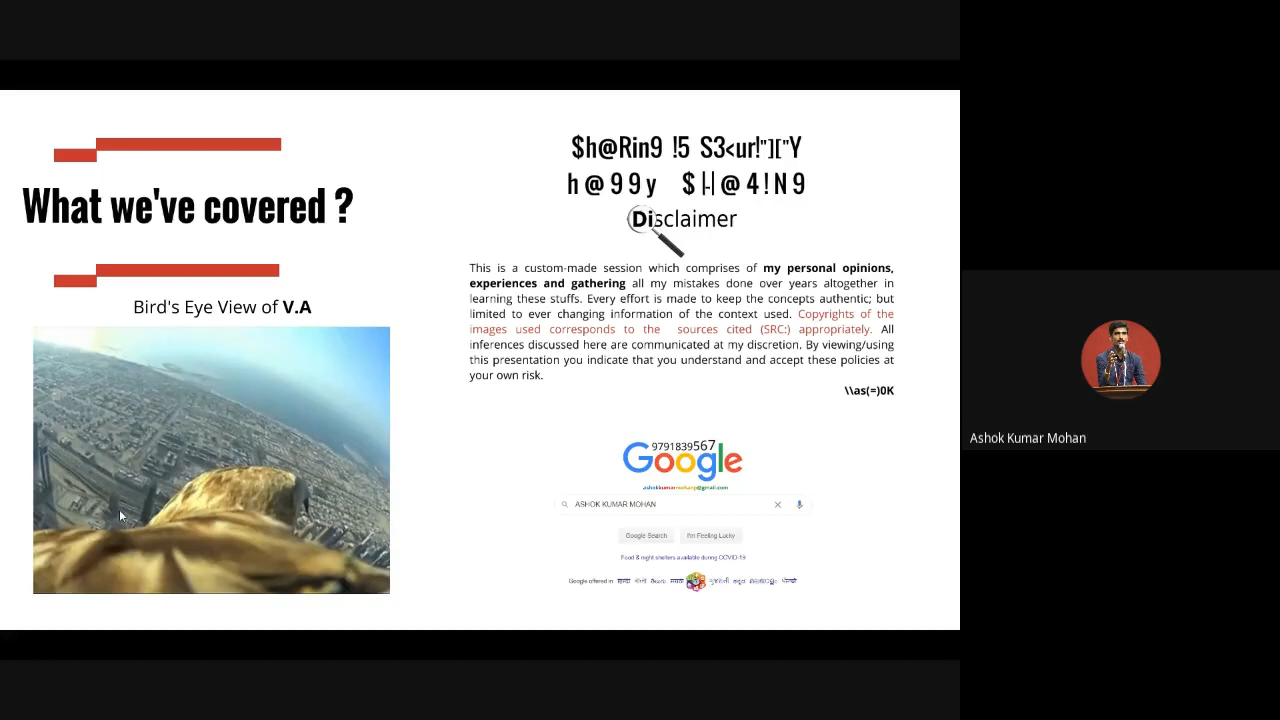 What we've covered ?
Bird's Eye View of V.A
$h@Rin9 !5 S3<ur!"]["Y
h@99y $|-|@4!N9
Disclaimer
This is a custom-made session which comprises of my personal opinions,
experiences and gathering all my mistakes done over years altogether in
learning these stuffs. Every effort is made to keep the concepts authentic; but
limited to ever changing information of the context used. Copyrights of the
images used corresponds to the sources cited (SRC:) appropriately. All
inferences discussed here are communicated at my discretion. By viewing/using
this presentation you indicate that you understand and accept these policies at
your own risk.
\\as(=)0K
9791839567
Google
ashokkumarmohanp@gmail.com
ASHOK KUMAR MOHAN
Google Search I'm Feeling Lucky
Food & night shelters available during COVID-19
Google offered in: हिन्दी বাংলা తెలుగు मराठी ગુજરાતી ಕನ್ನಡ മലയാളം ਪੰਜਾਬੀ
Ashok Kumar Mohan